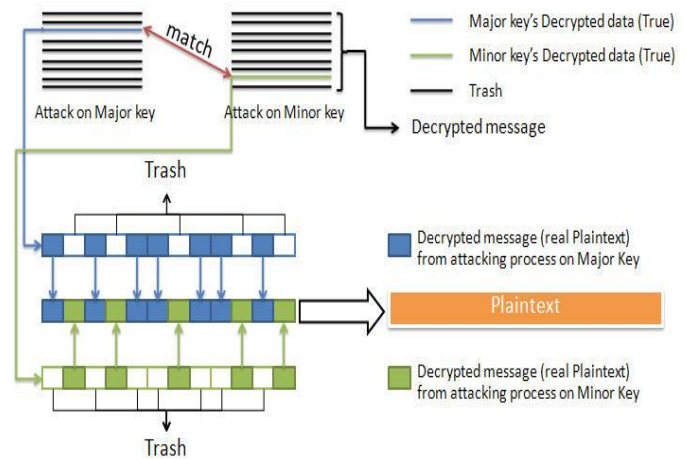 Major key's Decrypted data (True)
match
Minor key's Decrypted data (True)
Trash
Attack on Major key
Attack on Minor key
Decrypted message
Trash
Decrypted message (real Plaintext)
from attacking process on Major Key
Plaintext
Decrypted message (real Plaintext)
from attacking process on Minor Key
Trash